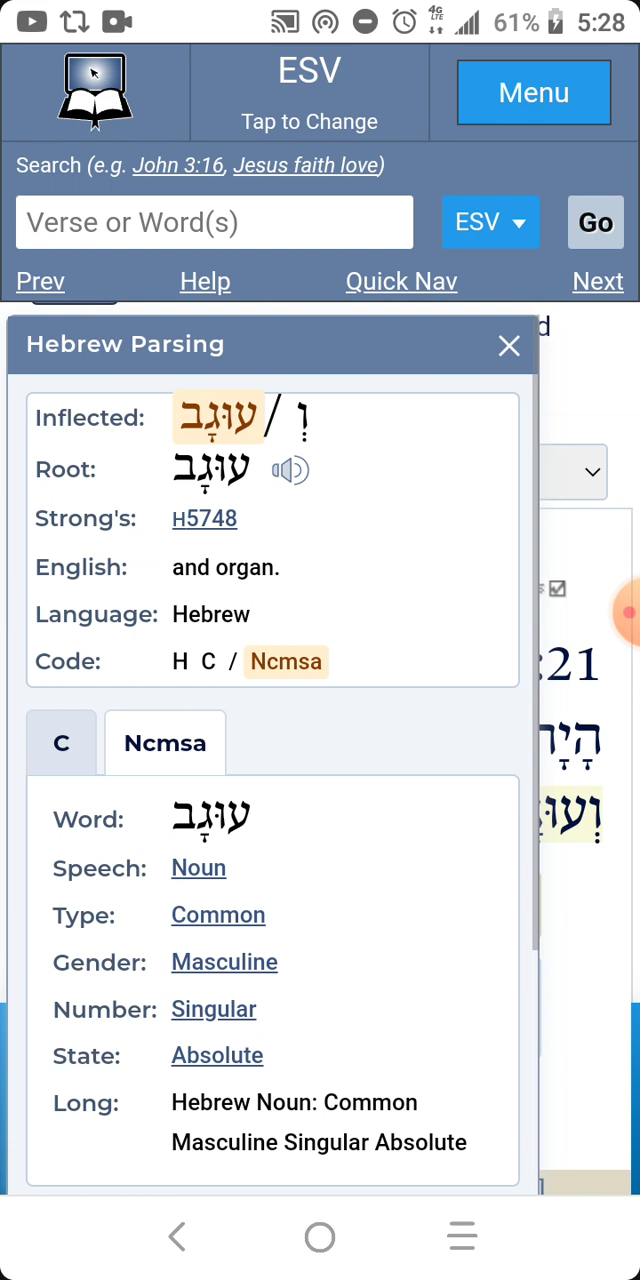 4G
LTE
61% 5:28
ESV
Tap to Change
Menu
Search (e.g. John 3:16, Jesus faith love)
Verse or Word(s)
ESV
Go
Prev Help Quick Nav Next
d
Hebrew Parsing
Inflected: וְ / עוּגָב
Root: עוּגָב
Strong's: H5748
English: and organ.
Language: Hebrew
Code: H C / Ncmsa
:21
C Ncmsa
Word: עוּגָב
Speech: Noun
Type: Common
Gender: Masculine
Number: Singular
State: Absolute
Long: Hebrew Noun: Common
Masculine Singular Absolute